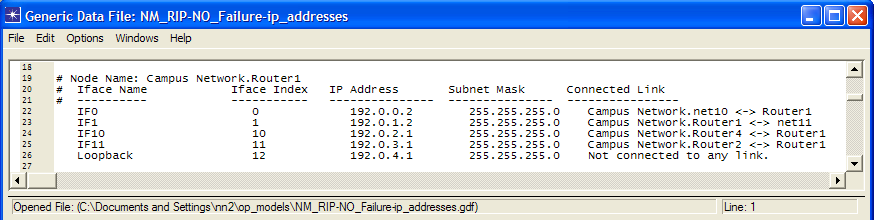 Generic Data File: NM_RIP-NO_Failure-ip_addresses
File Edit Options Windows Help
18
19 # Node Name: Campus Network.Router1
20 # Iface Name Iface Index IP Address Subnet Mask Connected Link
21 # ----------- ----------- --------------- --------------- ----------------
22 IF0 0 192.0.0.2 255.255.255.0 Campus Network.net10 <-> Router1
23 IF1 1 192.0.1.2 255.255.255.0 Campus Network.Router1 <-> net11
24 IF10 10 192.0.2.1 255.255.255.0 Campus Network.Router4 <-> Router1
25 IF11 11 192.0.3.1 255.255.255.0 Campus Network.Router2 <-> Router1
26 Loopback 12 192.0.4.1 255.255.255.0 Not connected to any link.
27
Opened File: (C:\Documents and Settings\nn2\op_models\NM_RIP-NO_Failure-ip_addresses.gdf) Line: 1